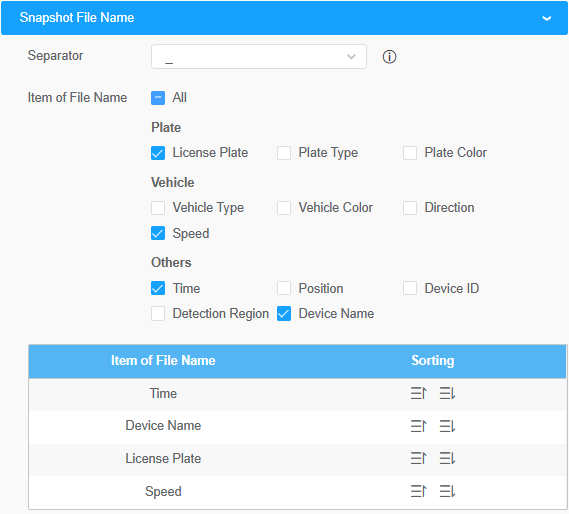 Snapshot File Name
Separator _
Item of File Name All
Plate
License Plate Plate Type Plate Color
Vehicle
Vehicle Type Vehicle Color Direction
Speed
Others
Time Position Device ID
Detection Region Device Name
Item of File Name Sorting
Time
Device Name
License Plate
Speed